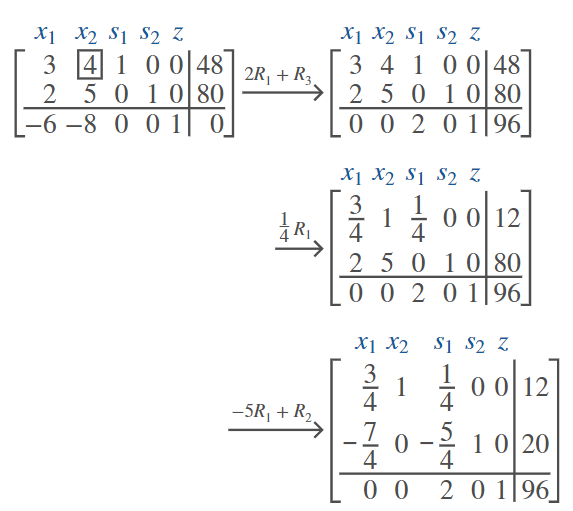 x₁ x₂ s₁ s₂ z
3 4 1 0 0 | 48
2 5 0 1 0 | 80
−6 −8 0 0 1 | 0
2R₁ + R₃
x₁ x₂ s₁ s₂ z
3 4 1 0 0 | 48
2 5 0 1 0 | 80
0 0 2 0 1 | 96
1/4 R₁
x₁ x₂ s₁ s₂ z
3/4 1 1/4 0 0 | 12
2 5 0 1 0 | 80
0 0 2 0 1 | 96
−5R₁ + R₂
x₁ x₂ s₁ s₂ z
3/4 1 1/4 0 0 | 12
−7/4 0 −5/4 1 0 | 20
0 0 2 0 1 | 96